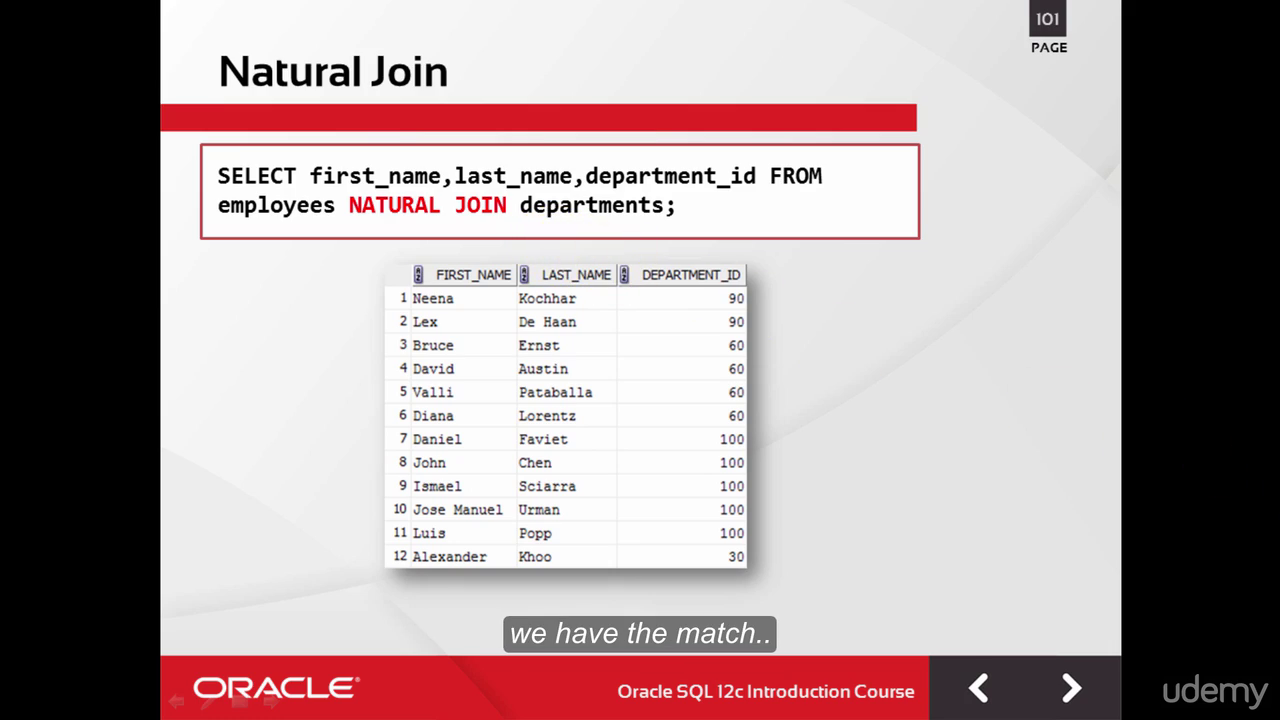 101
PAGE
Natural Join
SELECT first_name,last_name,department_id FROM
employees NATURAL JOIN departments;
FIRST_NAME LAST_NAME DEPARTMENT_ID
1 Neena Kochhar 90
2 Lex De Haan 90
3 Bruce Ernst 60
4 David Austin 60
5 Valli Pataballa 60
6 Diana Lorentz 60
7 Daniel Faviet 100
8 John Chen 100
9 Ismael Sciarra 100
10 Jose Manuel Urman 100
11 Luis Popp 100
12 Alexander Khoo 30
we have the match..
ORACLE®
Oracle SQL 12c Introduction Course
udemy